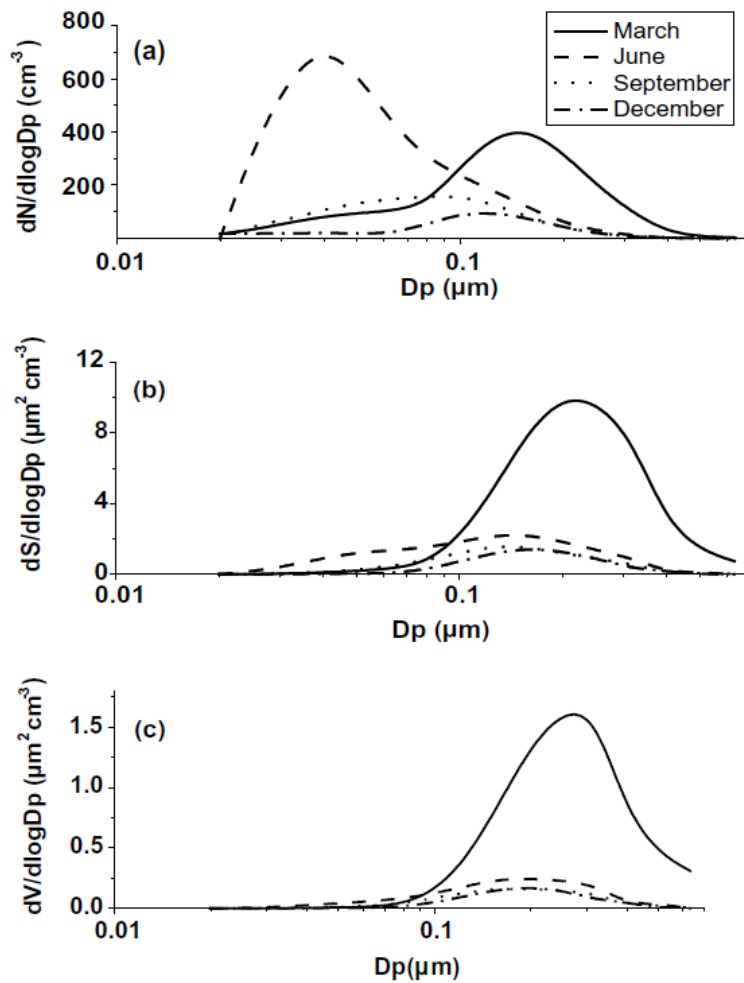 (a)
March
June
September
December
dN/dlogDp (cm-3)
800
600
400
200
0.01
0.1
Dp (µm)
(b)
dS/dlogDp (µm2 cm-3)
12
8
4
0
0.01
0.1
Dp (µm)
(c)
dV/dlogDp (µm2 cm-3)
1.5
1.0
0.5
0.0
0.01
0.1
Dp(µm)